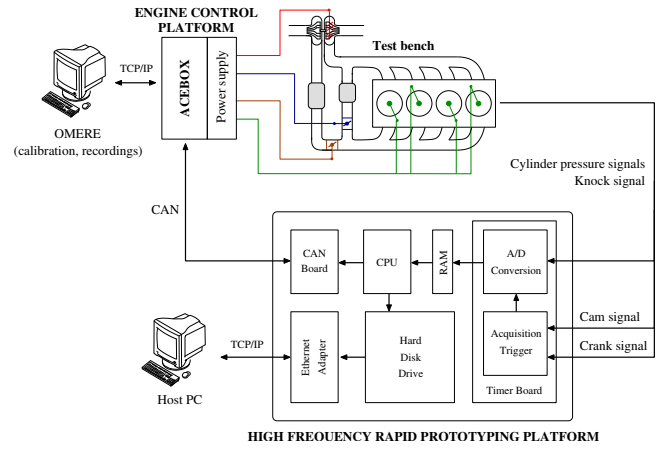 ENGINE CONTROL
PLATFORM
ACEBOX
Power supply
Test bench
TCP/IP
OMERE
(calibration, recordings)
Cylinder pressure signals
Knock signal
CAN
CAN
Board
CPU
RAM
A/D
Conversion
Cam signal
TCP/IP
Ethernet
Adapter
Hard
Disk
Drive
Acquisition
Trigger
Crank signal
Timer Board
Host PC
HIGH FREQUENCY RAPID PROTOTYPING PLATFORM